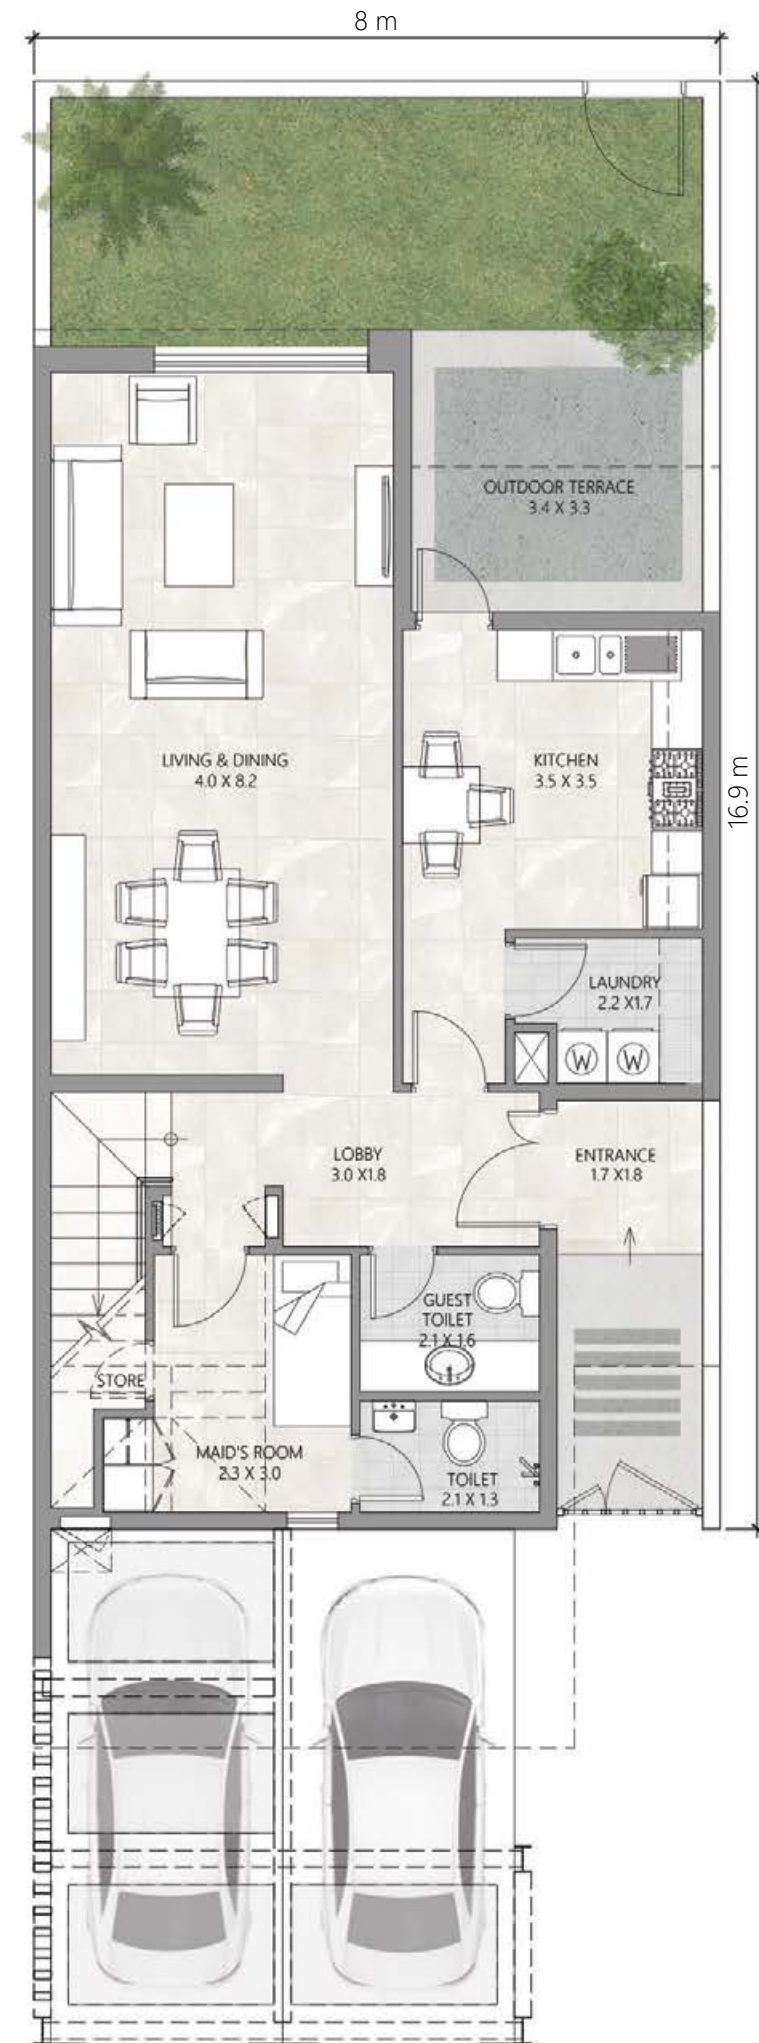 8 m
OUTDOOR TERRACE
3.4 X 3.3
LIVING & DINING
4.0 X 8.2
KITCHEN
3.5 X 3.5
16.9 m
LAUNDRY
2.2 X1.7
W W
LOBBY
3.0 X1.8
ENTRANCE
1.7 X1.8
GUEST
TOILET
2.1 X 1.6
STORE
MAID'S ROOM
2.3 X 3.0
TOILET
2.1 X 1.3